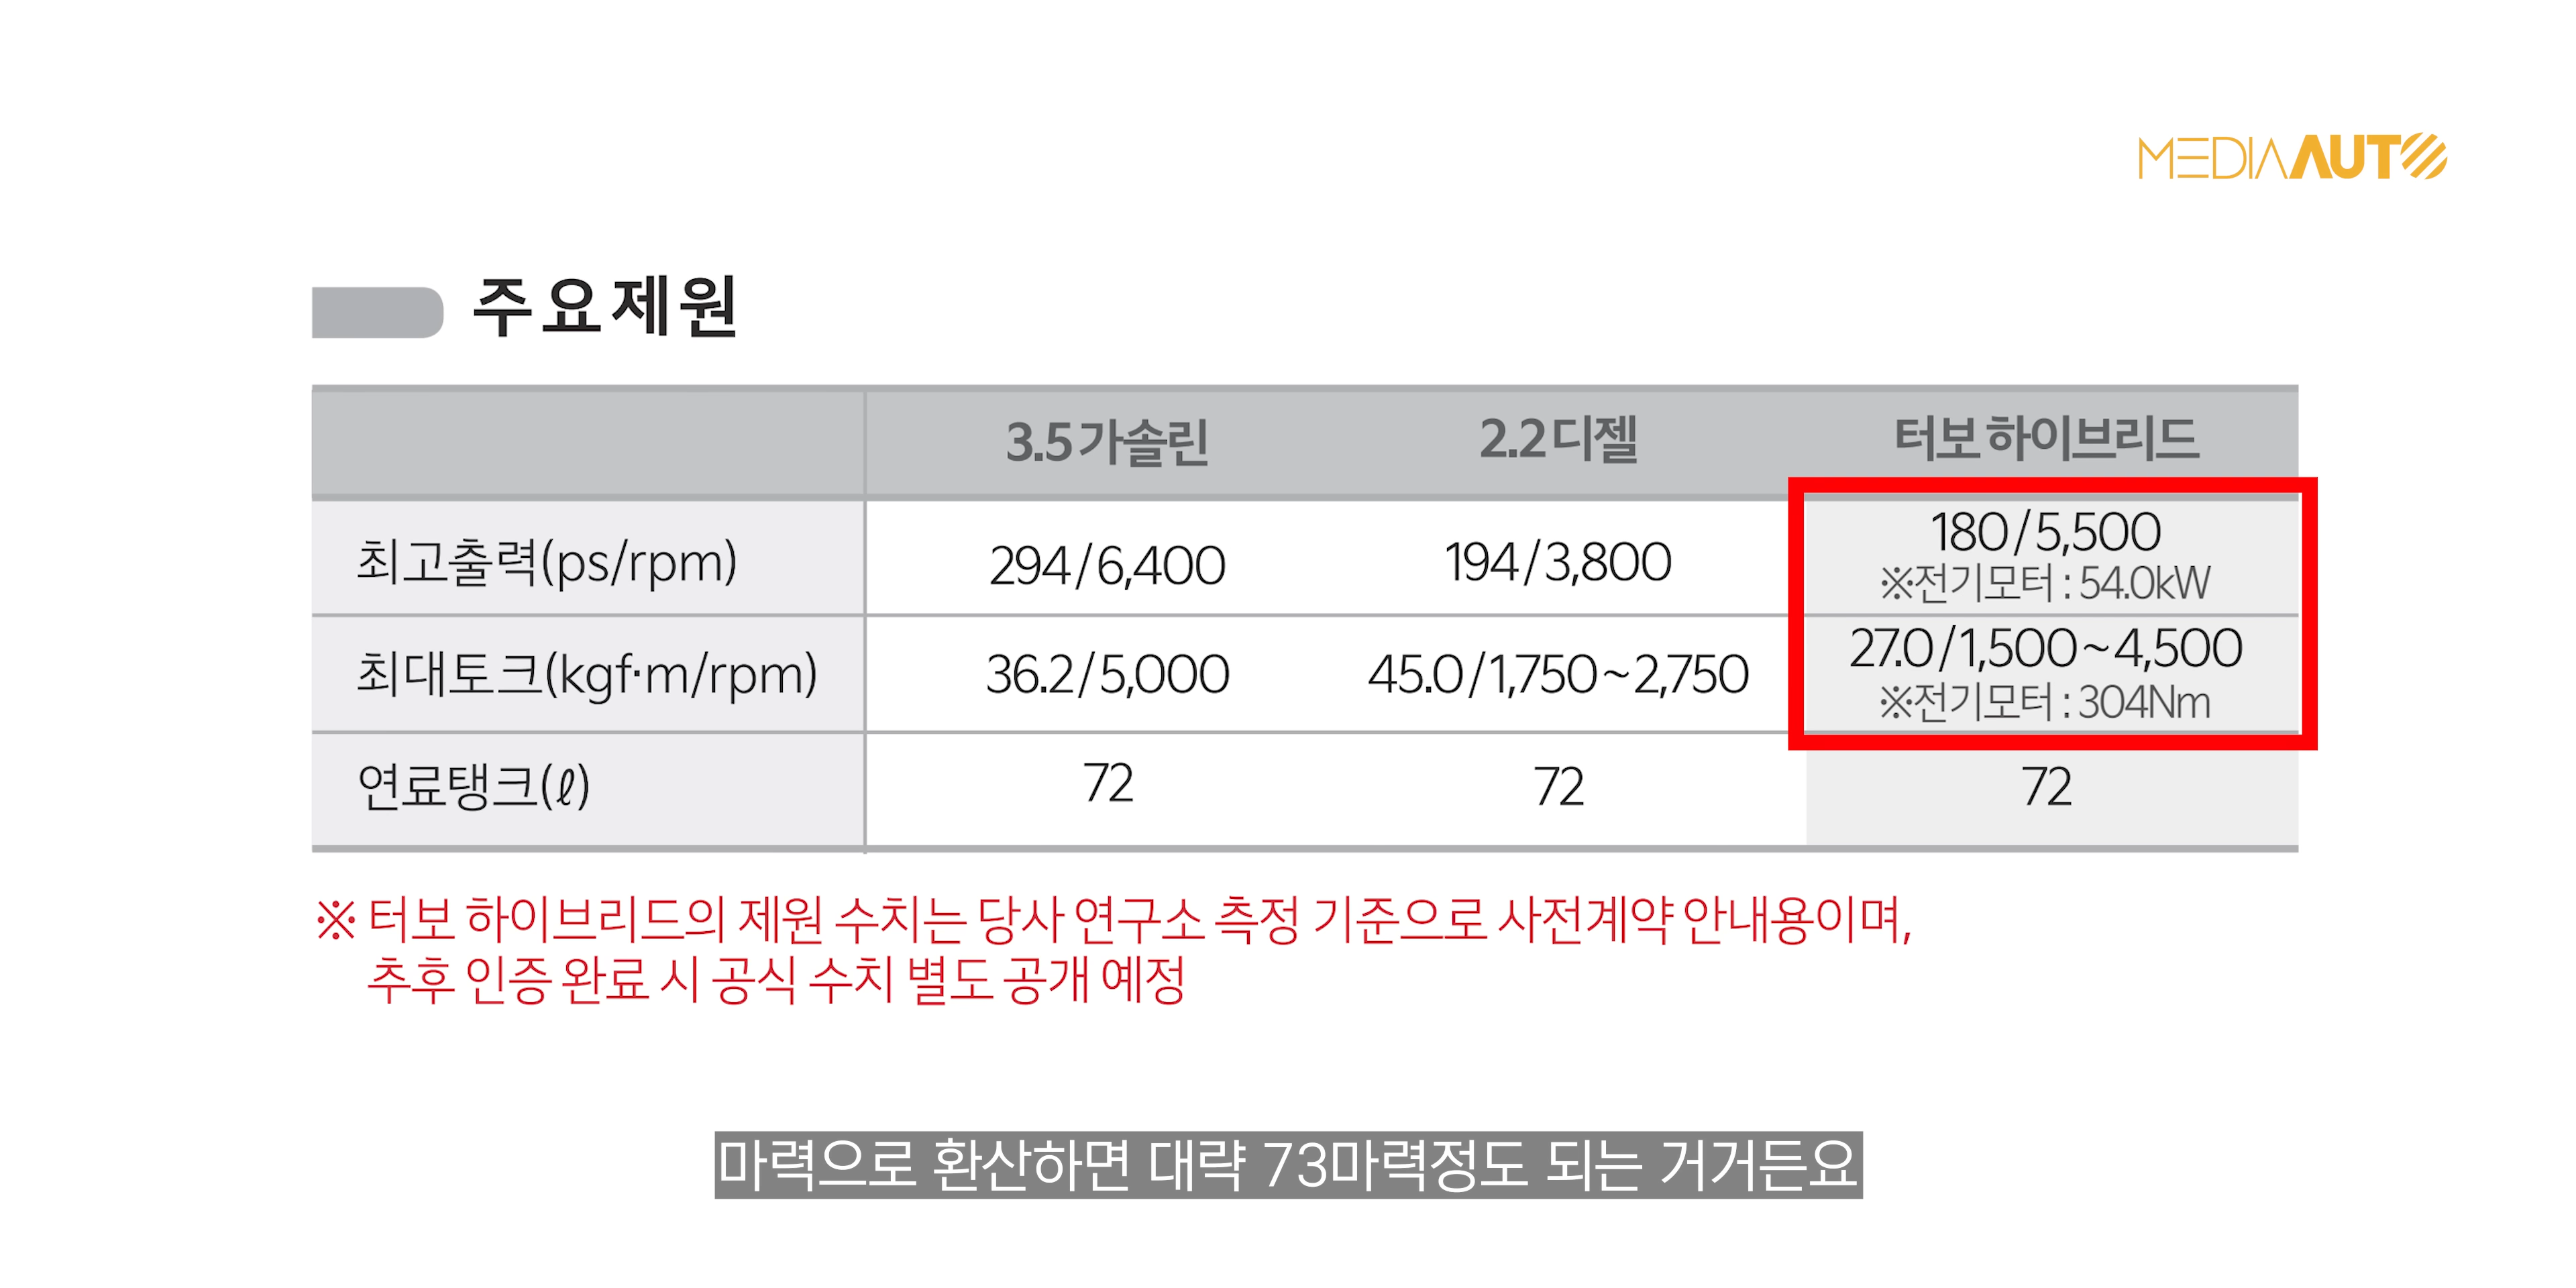 MEDIAAUTO
주요제원
3.5 가솔린 2.2 디젤 터보 하이브리드
최고출력(ps/rpm) 294/6,400 194/3,800 180/5,500
※전기모터 : 54.0kW
최대토크(kgf·m/rpm) 36.2/5,000 45.0/1,750~2,750 27.0/1,500~4,500
※전기모터 : 304Nm
연료탱크(ℓ) 72 72 72
※ 터보 하이브리드의 제원 수치는 당사 연구소 측정 기준으로 사전계약 안내용이며,
추후 인증 완료 시 공식 수치 별도 공개 예정
마력으로 환산하면 대략 73마력정도 되는 거거든요